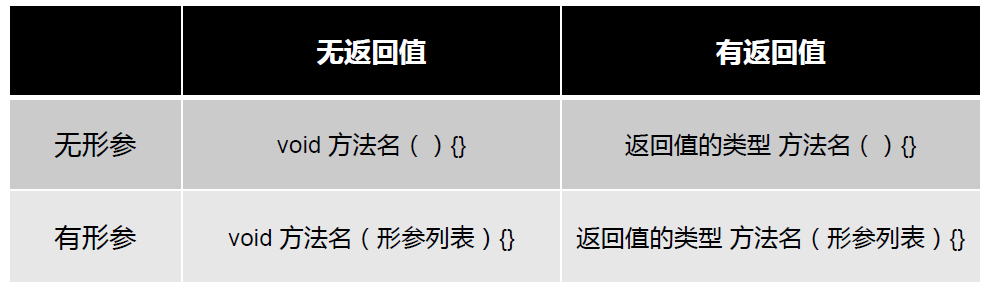 无返回值 有返回值
无形参 void 方法名（ ）{} 返回值的类型 方法名（ ）{}
有形参 void 方法名（形参列表）{} 返回值的类型 方法名（形参列表）{}